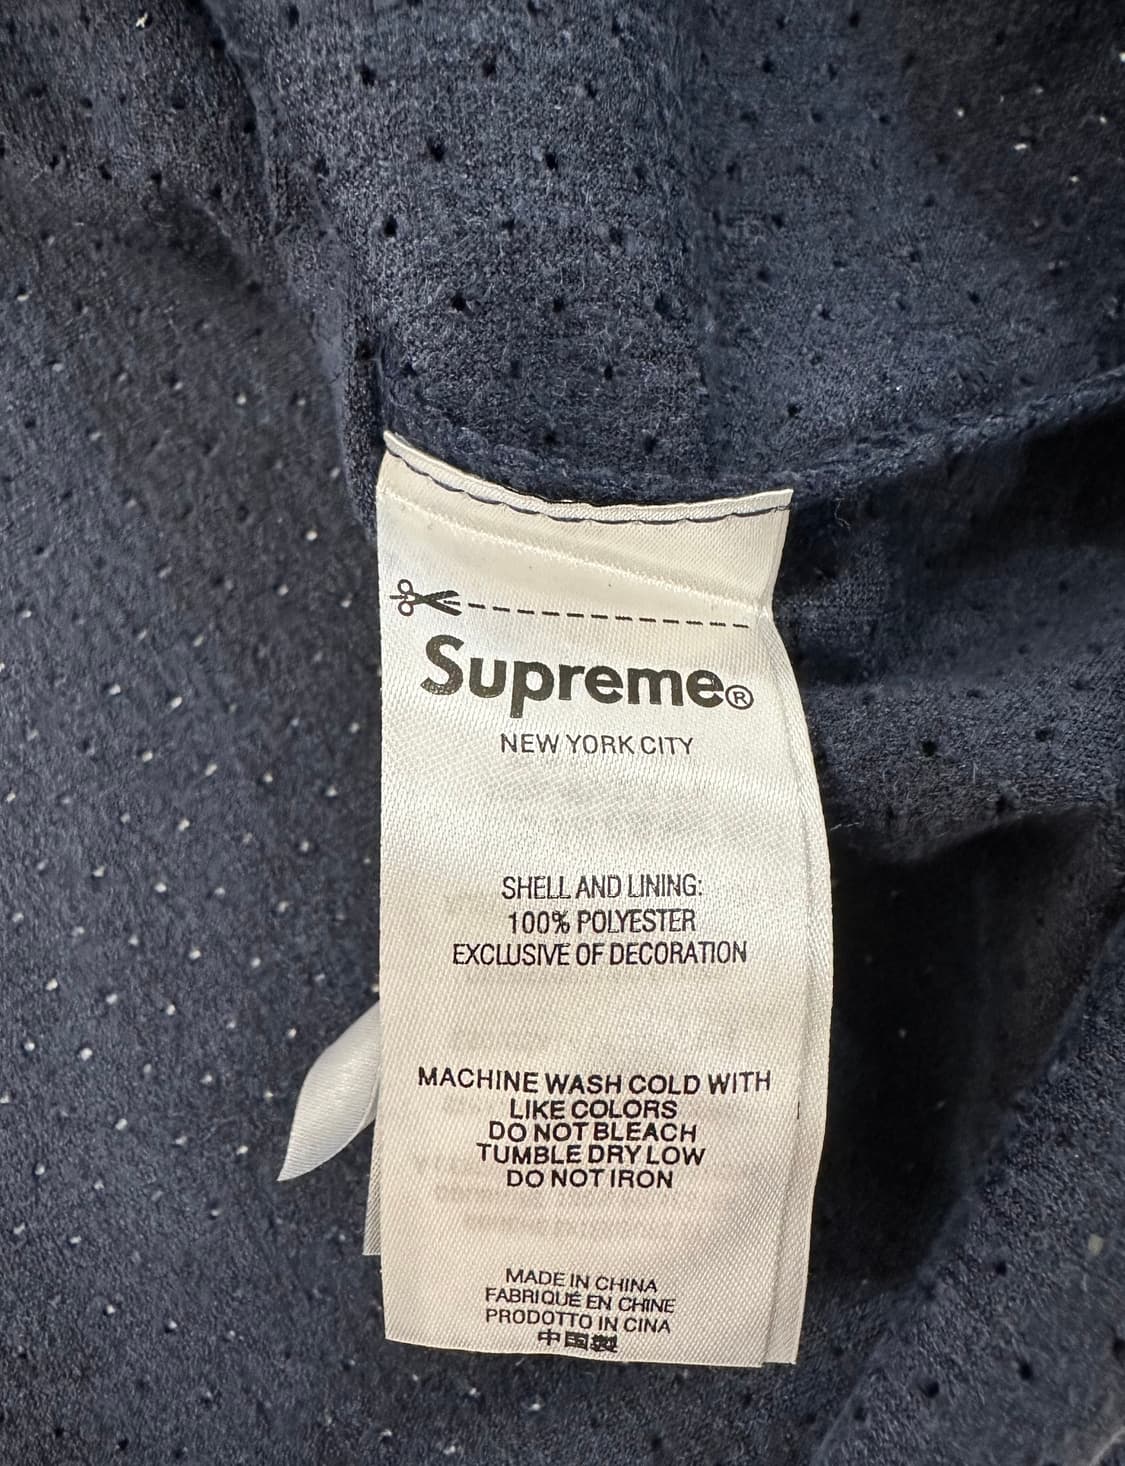 Supreme®
NEW YORK CITY
SHELL AND LINING:
100% POLYESTER
EXCLUSIVE OF DECORATION
MACHINE WASH COLD WITH
LIKE COLORS
DO NOT BLEACH
TUMBLE DRY LOW
DO NOT IRON
MADE IN CHINA
FABRIQUÉ EN CHINE
PRODOTTO IN CINA
中国製